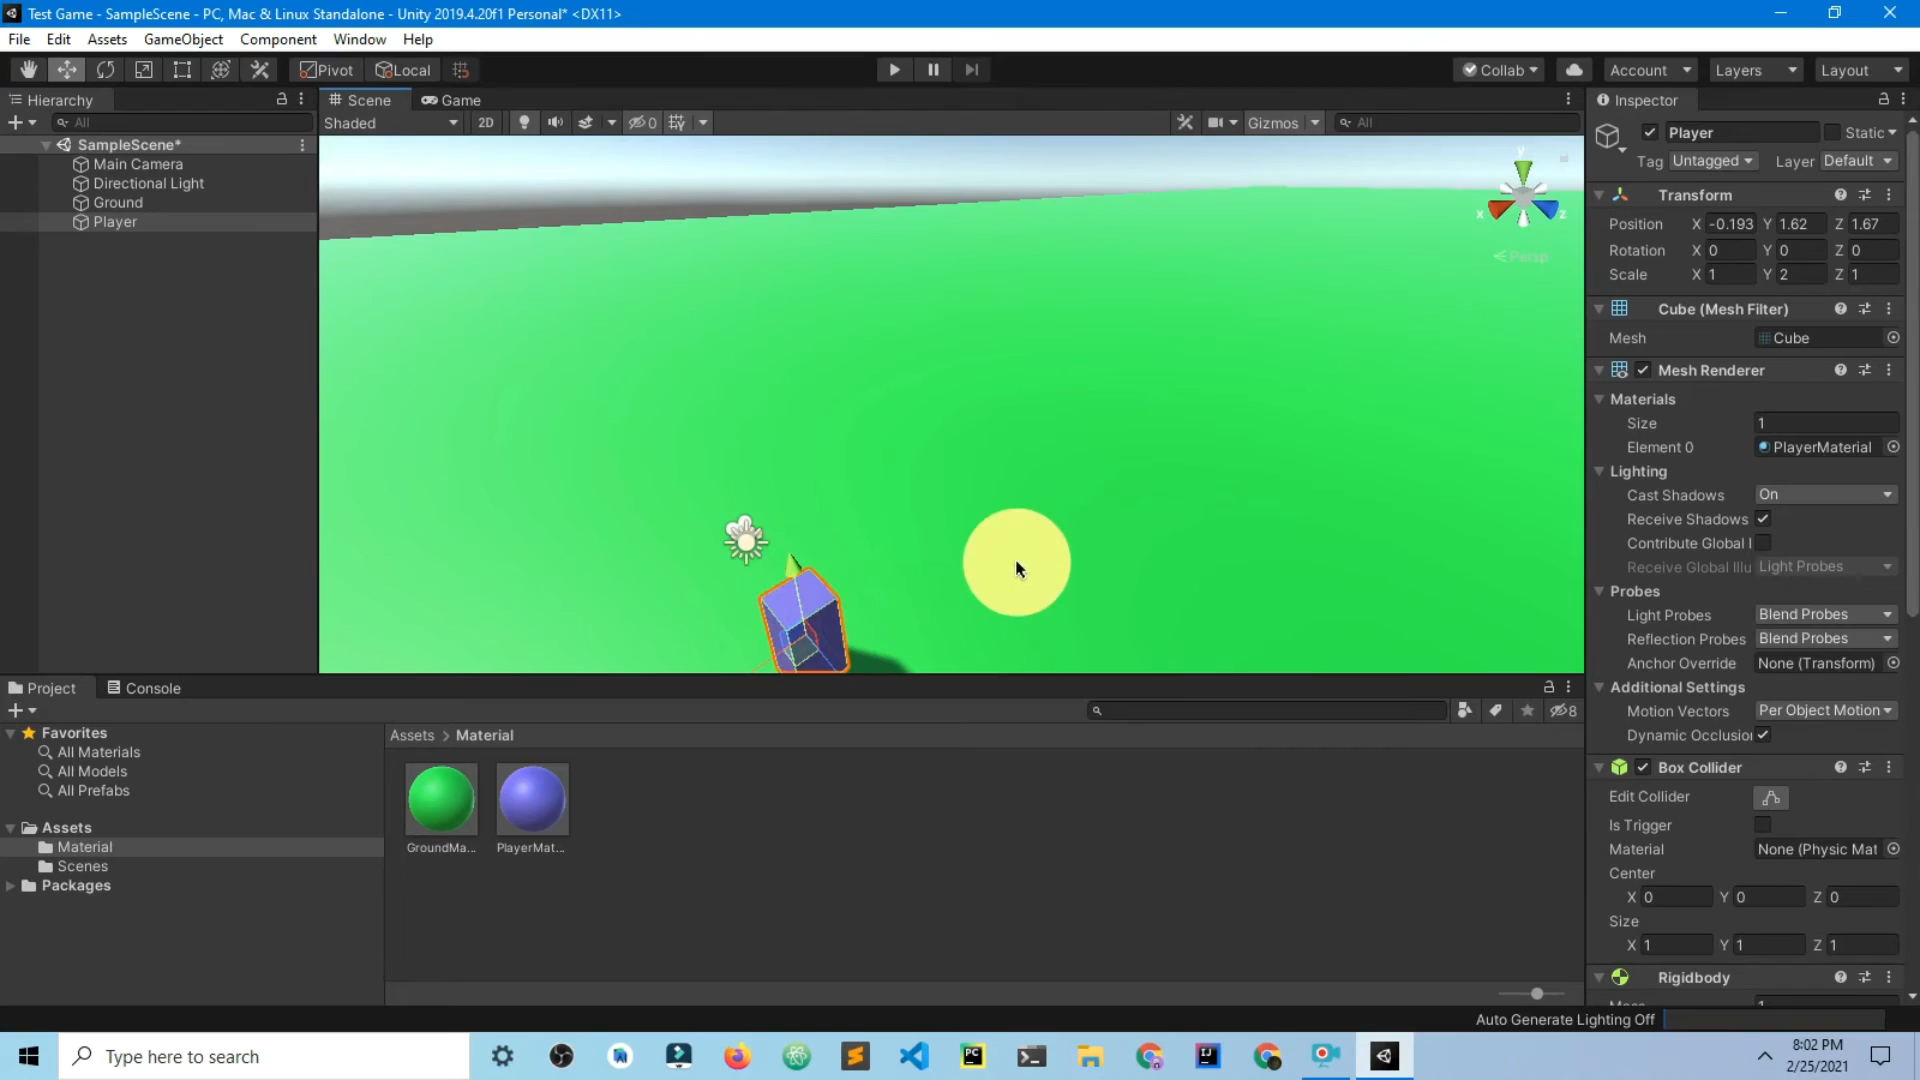 Test Game - SampleScene - PC, Mac & Linux Standalone - Unity 2019.4.20f1 Personal* <DX11>
File Edit Assets GameObject Component Window Help
Pivot Local Collab Account Layers Layout
Hierarchy
All
SampleScene*
Main Camera
Directional Light
Ground
Player
Scene Game
Shaded 2D 0 Gizmos All
y
x z
Persp
Inspector
Player Static
Tag Untagged Layer Default
Transform
Position X -0.193 Y 1.62 Z 1.67
Rotation X 0 Y 0 Z 0
Scale X 1 Y 2 Z 1
Cube (Mesh Filter)
Mesh Cube
Mesh Renderer
Materials
Size 1
Element 0 PlayerMaterial
Lighting
Cast Shadows On
Receive Shadows
Contribute Global I
Receive Global Illu Light Probes
Probes
Light Probes Blend Probes
Reflection Probes Blend Probes
Anchor Override None (Transform)
Additional Settings
Motion Vectors Per Object Motion
Dynamic Occlusio
Box Collider
Edit Collider
Is Trigger
Material None (Physic Mat
Center
X 0 Y 0 Z 0
Size
X 1 Y 1 Z 1
Rigidbody
Project Console
8
Favorites
All Materials
All Models
All Prefabs
Assets
Material
Scenes
Packages
Assets > Material
GroundMa...
PlayerMat...
Auto Generate Lighting Off
Type here to search
PC
IJ
8:02 PM
2/25/2021